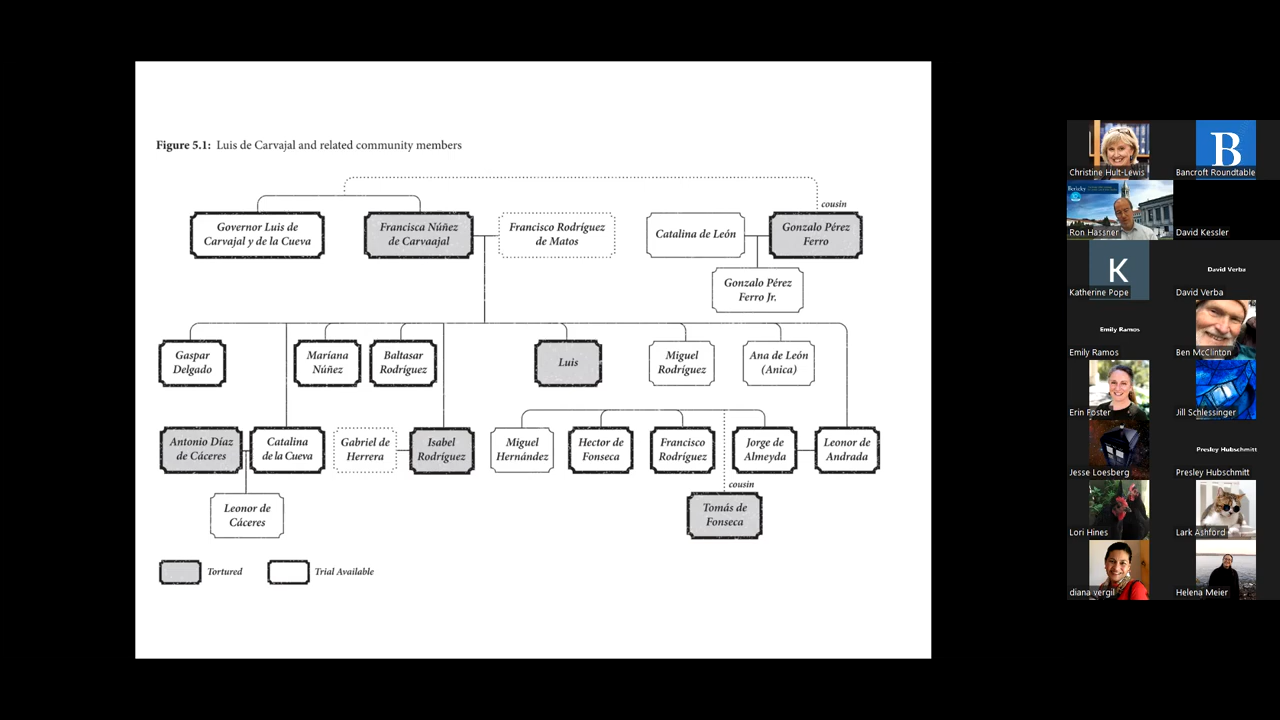 Figure 5.1: Luis de Carvajal and related community members
cousin
Governor Luis de
Carvajal y de la Cueva
Francisca Núñez
de Carvaajal
Francisco Rodríguez
de Matos
Catalina de León
Gonzalo Pérez
Ferro
Gonzalo Pérez
Ferro Jr.
Gaspar
Delgado
Mariana
Núñez
Baltasar
Rodríguez
Luis
Miguel
Rodríguez
Ana de León
(Anica)
Antonio Díaz
de Cáceres
Catalina
de la Cueva
Gabriel de
Herrera
Isabel
Rodríguez
Miguel
Hernández
Hector de
Fonseca
Francisco
Rodríguez
Jorge de
Almeyda
Leonor de
Andrada
cousin
Leonor de
Cáceres
Tomás de
Fonseca
Tortured
Trial Available
Christine Hult-Lewis
B
Bancroft Roundtable
Berkeley
Ron Hassner
David Kessler
K
Katherine Pope
David Verba
David Verba
Emily Ramos
Emily Ramos
Ben McClinton
Erin Foster
Jill Schlessinger
Jesse Loesberg
Presley Hubschmitt
Presley Hubschmitt
Lori Hines
Lark Ashford
diana vergil
Helena Meier